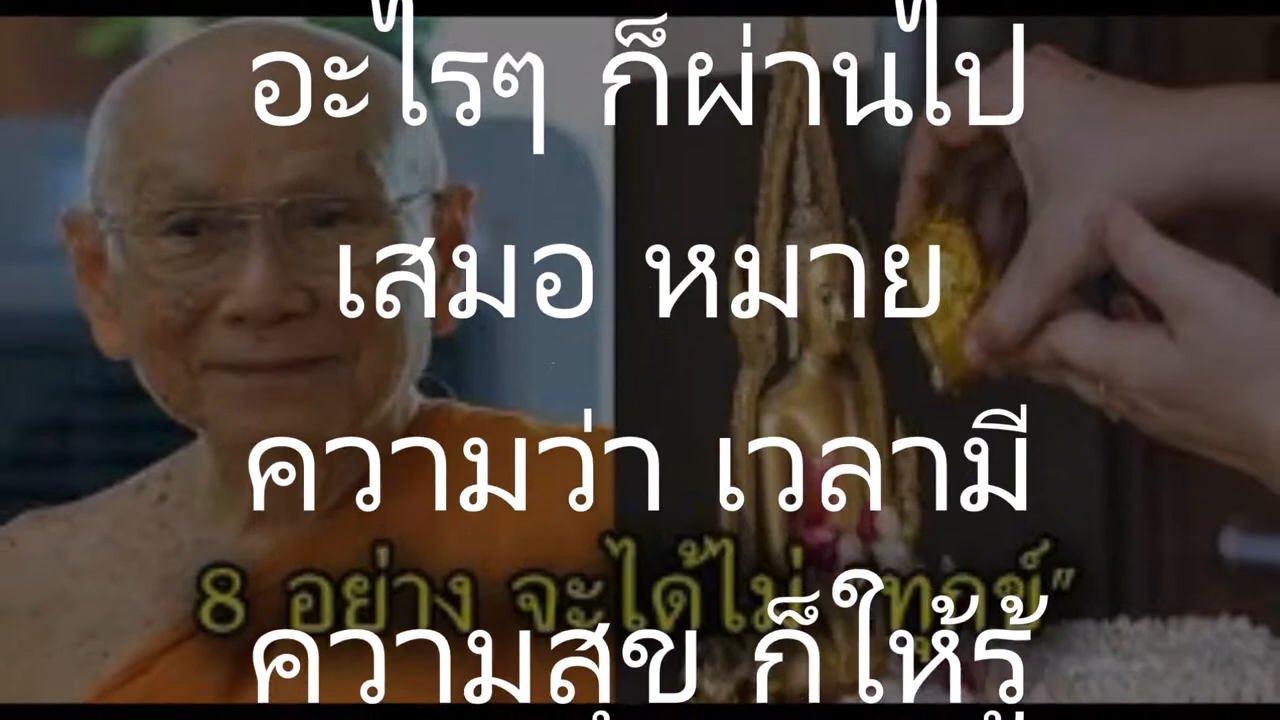 อะไรๆ ก็ผ่านไป
เสมอ หมาย
ความว่า เวลามี
8 อย่าง จะได้ไม่ "ทุกข์"
ความสุข ก็ให้รู้